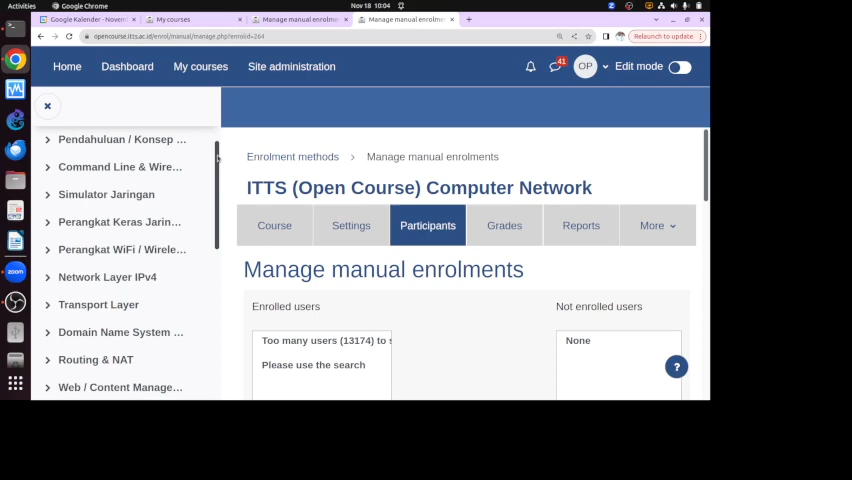 Activities
Google Chrome
Nov 18 10:04
Google Kalender - Novem
My courses
Manage manual enrolmen
Manage manual enrolmen
opencourse.itts.ac.id/enrol/manual/manage.php?enrolid=264
Relaunch to update
Home
Dashboard
My courses
Site administration
41
OP
Edit mode
Pendahuluan / Konsep ...
Command Line & Wire...
Simulator Jaringan
Perangkat Keras Jarin...
Perangkat WiFi / Wirele...
Network Layer IPv4
Transport Layer
Domain Name System ...
Routing & NAT
Web / Content Manage...
Enrolment methods
Manage manual enrolments
ITTS (Open Course) Computer Network
Course
Settings
Participants
Grades
Reports
More
Manage manual enrolments
Enrolled users
Too many users (13174) to s
Please use the search
Not enrolled users
None
?
zoom